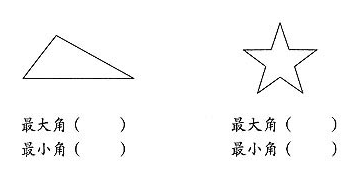 最大角（　　）　最大角（　　）
最小角（　　）　最小角（　　）